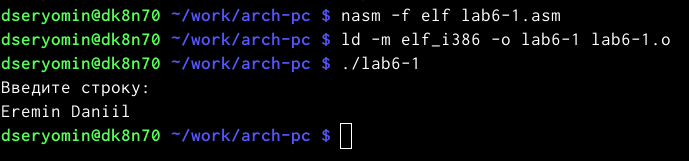 dseryomin@dk8n70 ~/work/arch-pc $ nasm -f elf lab6-1.asm
dseryomin@dk8n70 ~/work/arch-pc $ ld -m elf_i386 -o lab6-1 lab6-1.o
dseryomin@dk8n70 ~/work/arch-pc $ ./lab6-1
Введите строку:
Eremin Daniil
dseryomin@dk8n70 ~/work/arch-pc $